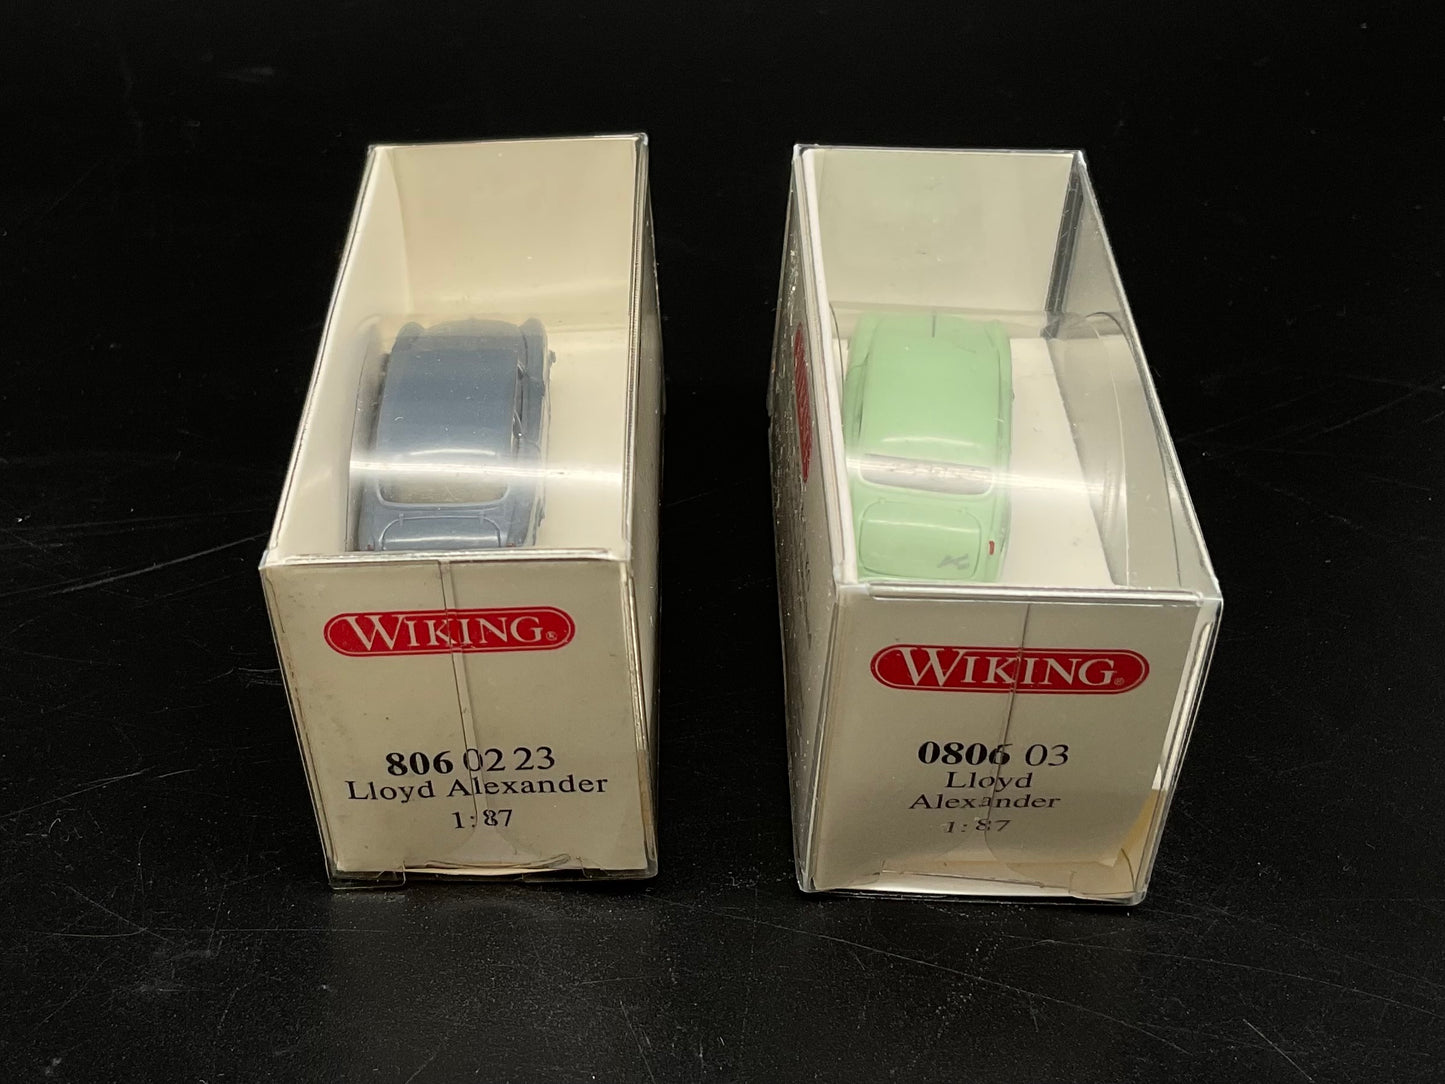 WIKING®
806 02 23
Lloyd Alexander
1:87
WIKING®
0806 03
Lloyd
Alexander
1:87